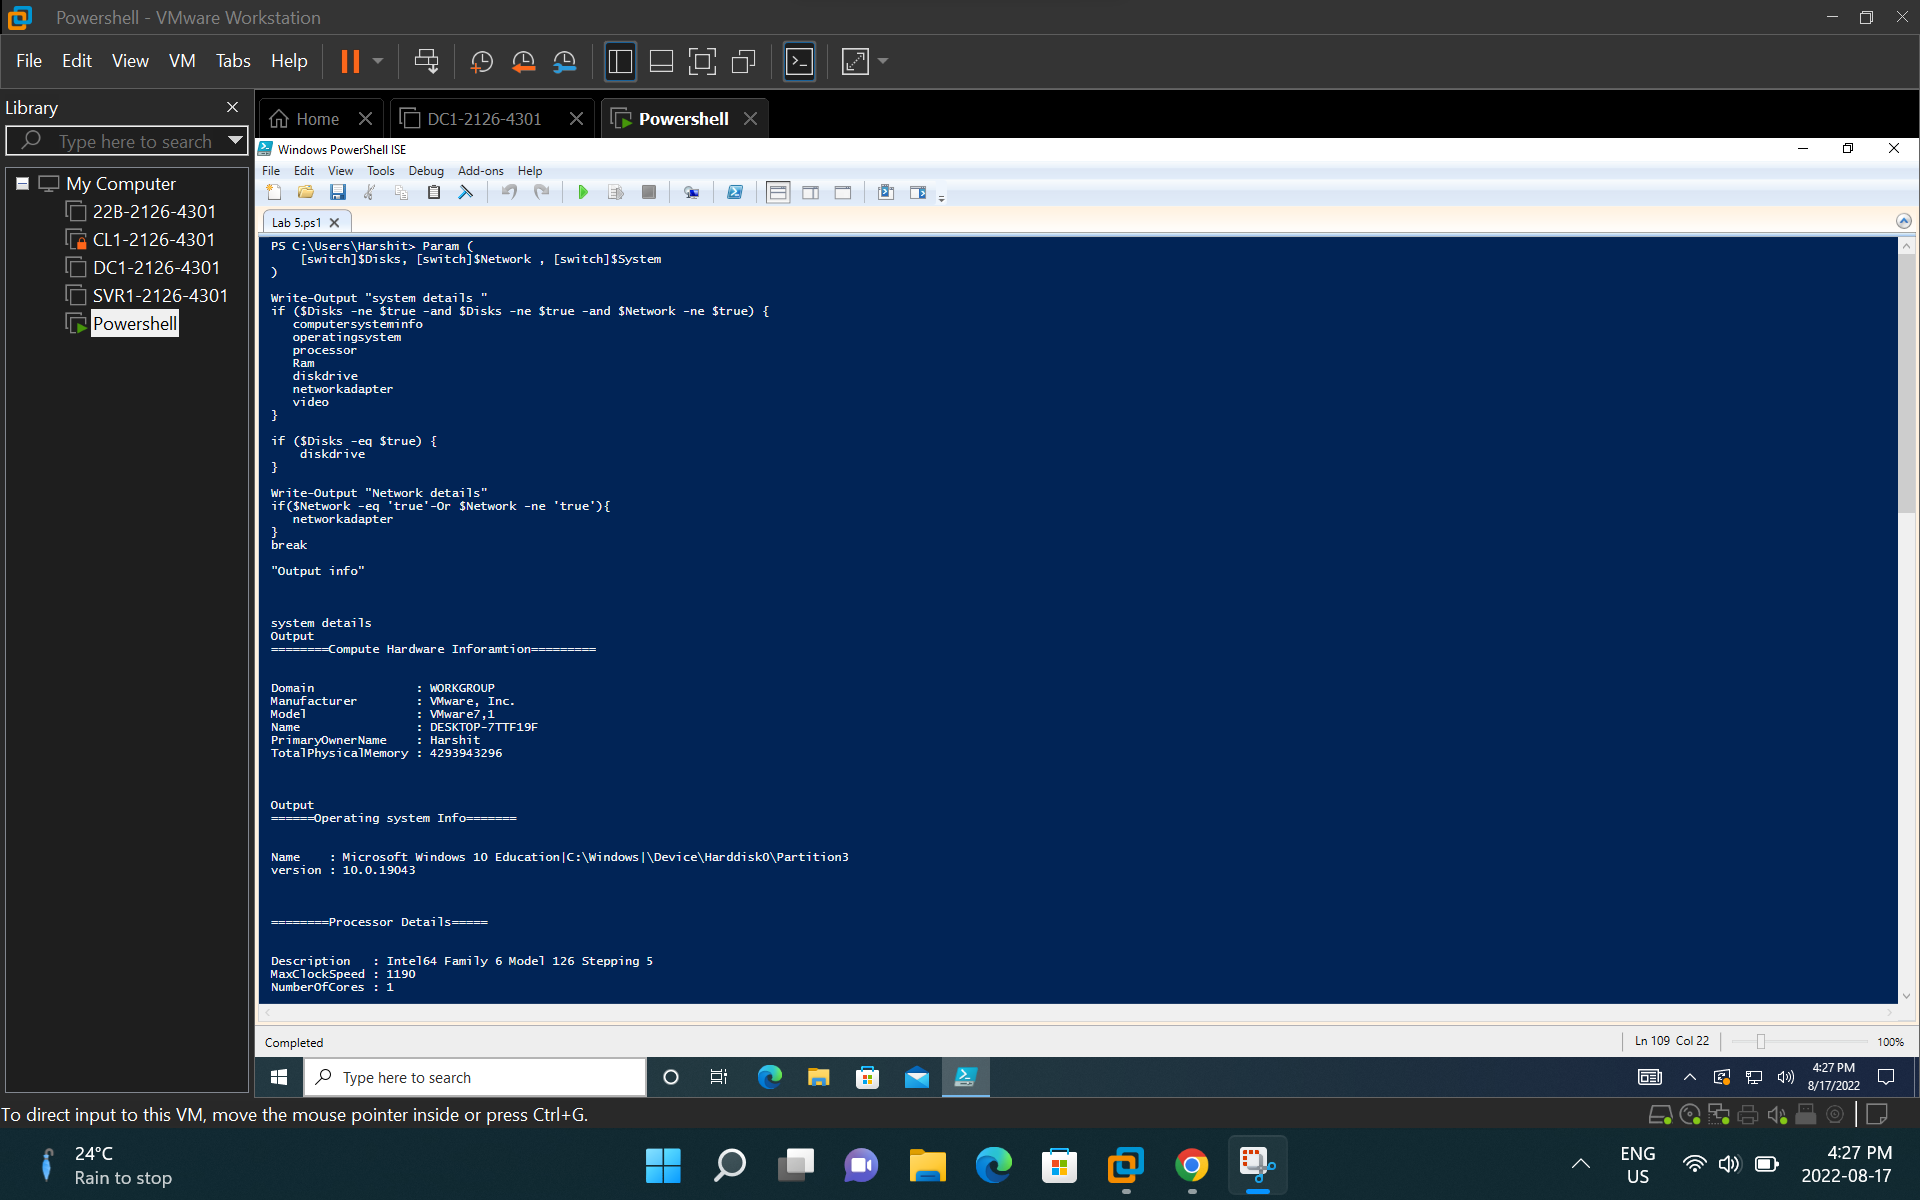 Powershell - VMware Workstation
File Edit View VM Tabs Help
Library
Home DC1-2126-4301 Powershell
Type here to search
Windows PowerShell ISE
File Edit View Tools Debug Add-ons Help
My Computer
22B-2126-4301
CL1-2126-4301
DC1-2126-4301
SVR1-2126-4301
Powershell
Lab 5.ps1
PS C:\Users\Harshit> Param (
[switch]$Disks, [switch]$Network , [switch]$System
)
Write-Output "system details "
if ($Disks -ne $true -and $Disks -ne $true -and $Network -ne $true) {
computersysteminfo
operatingsystem
processor
Ram
diskdrive
networkadapter
video
}
if ($Disks -eq $true) {
diskdrive
}
Write-Output "Network details"
if($Network -eq 'true'-Or $Network -ne 'true'){
networkadapter
}
break
"Output info"
system details
Output
========Compute Hardware Inforamtion=========
Domain : WORKGROUP
Manufacturer : VMware, Inc.
Model : VMware7,1
Name : DESKTOP-7TTF19F
PrimaryOwnerName : Harshit
TotalPhysicalMemory : 4293943296
Output
======Operating system Info=======
Name : Microsoft Windows 10 Education|C:\Windows|\Device\Harddisk0\Partition3
version : 10.0.19043
========Processor Details=====
Description : Intel64 Family 6 Model 126 Stepping 5
MaxClockSpeed : 1190
NumberOfCores : 1
Completed
Ln 109 Col 22
100%
Type here to search
4:27 PM
8/17/2022
To direct input to this VM, move the mouse pointer inside or press Ctrl+G.
24°C
Rain to stop
ENG
US
4:27 PM
2022-08-17